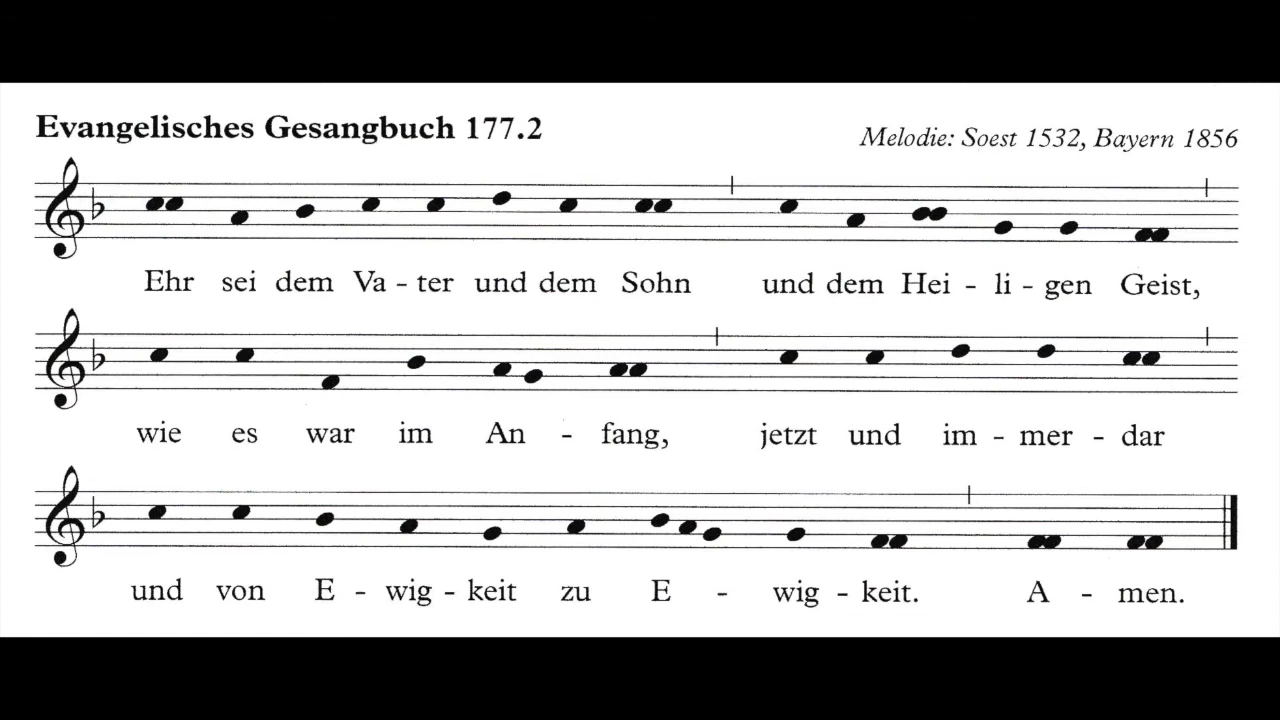 Evangelisches Gesangbuch 177.2
Melodie: Soest 1532, Bayern 1856
Ehr sei dem Va - ter und dem Sohn und dem Hei - li - gen Geist,
wie es war im An - fang, jetzt und im - mer - dar
und von E - wig - keit zu E - wig - keit. A - men.